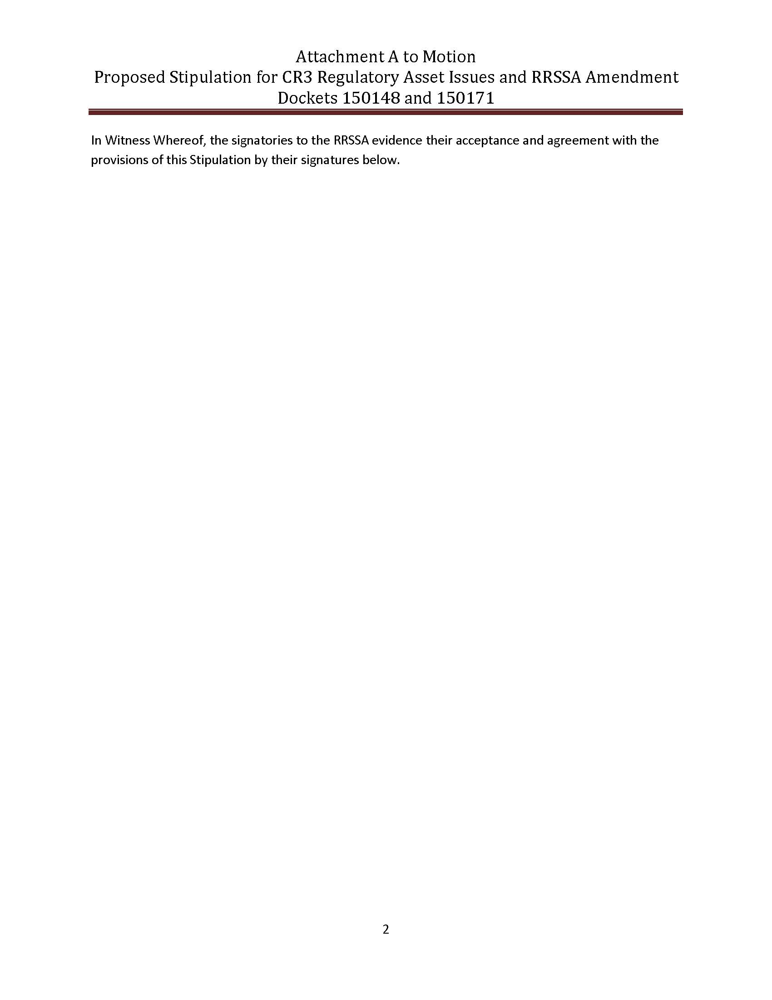 Attachment A to Motion
Proposed Stipulation for CR3 Regulatory Asset Issues and RRSSA Amendment
Dockets 150148 and 150171
In Witness Whereof, the signatories to the RRSSA evidence their acceptance and agreement with the
provisions of this Stipulation by their signatures below.
2